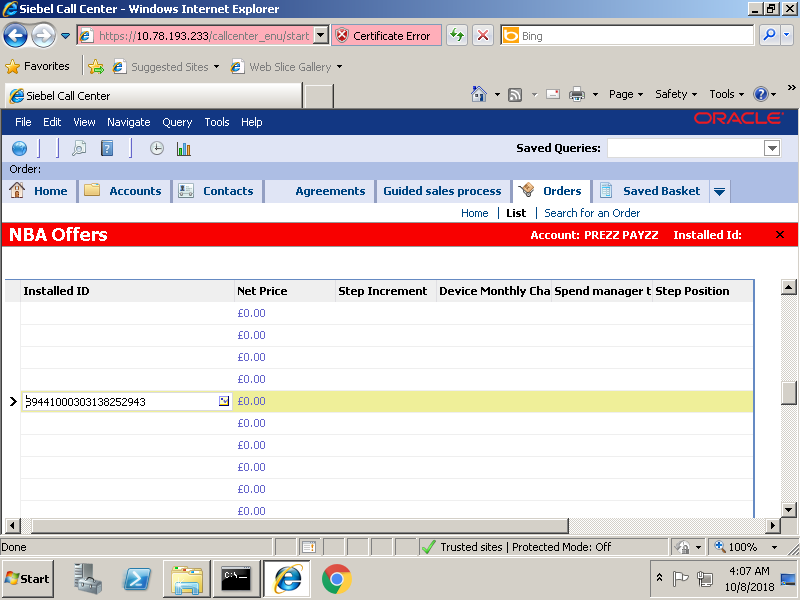 Siebel Call Center - Windows Internet Explorer
https://10.78.193.233/callcenter_enu/start
Certificate Error
Bing
Favorites
Suggested Sites
Web Slice Gallery
Siebel Call Center
Page
Safety
Tools
File Edit View Navigate Query Tools Help
ORACLE
Saved Queries:
Order:
Home Accounts Contacts Agreements Guided sales process Orders Saved Basket
Home | List | Search for an Order
NBA Offers
Account: PREZZ PAYZZ Installed Id:
Installed ID Net Price Step Increment Device Monthly Cha Spend manager t Step Position
£0.00
£0.00
£0.00
£0.00
39441000303138252943 £0.00
£0.00
£0.00
£0.00
£0.00
£0.00
Done
Trusted sites | Protected Mode: Off
100%
Start
4:07 AM
10/8/2018